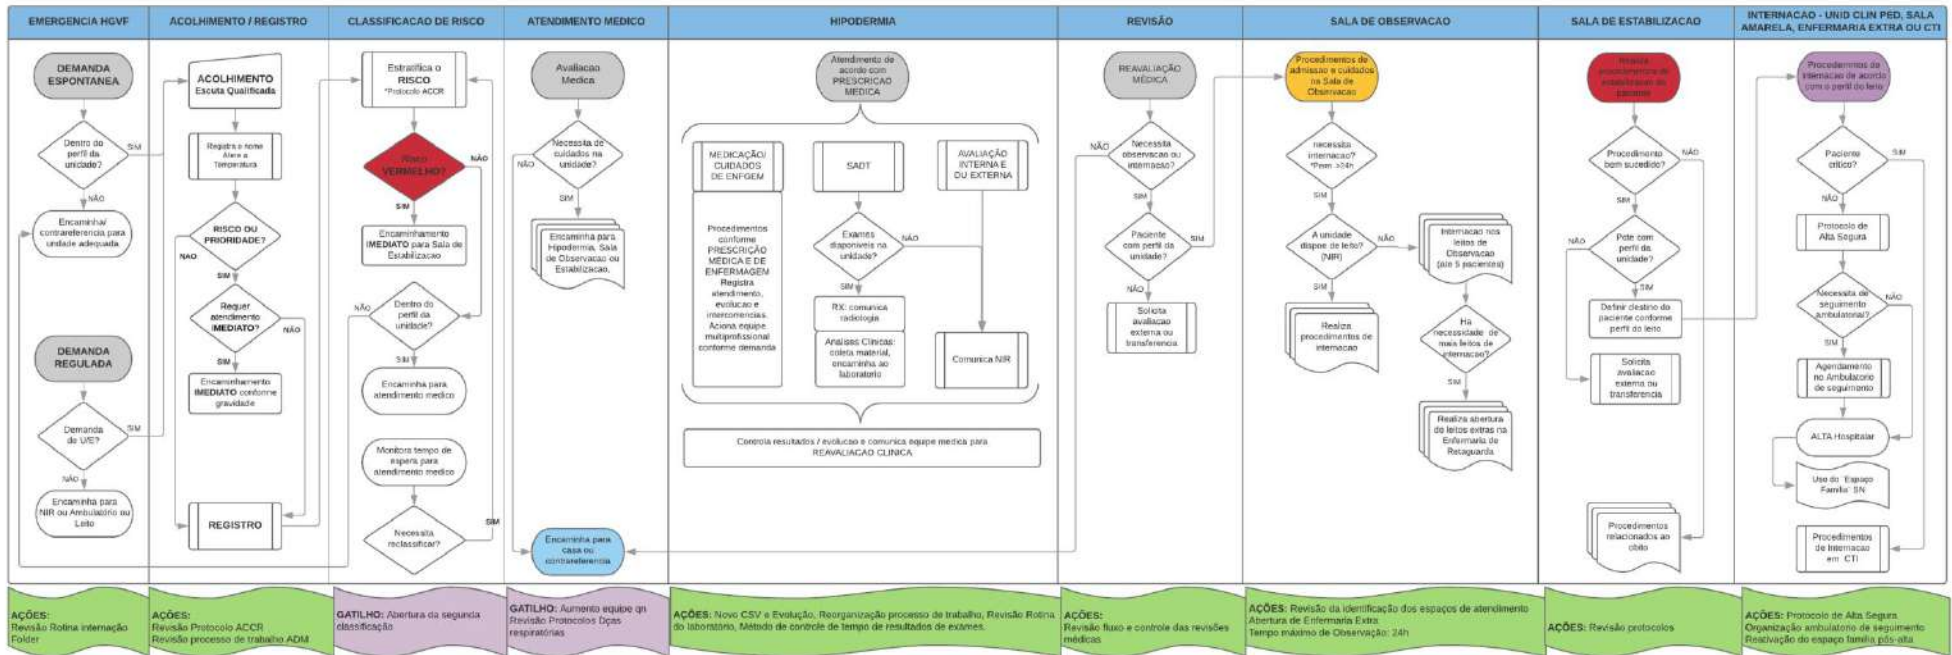 EMERGENCIA HGVF
DEMANDA
ESPONTANEA
Dentro do
perfil da
unidade?
SIM
NÃO
Encaminha/
contrareferencia para
unidade adequada
DEMANDA
REGULADA
Demanda
de U/E?
SIM
NÃO
Encaminha para
NIR ou Ambulatório ou
Leito
AÇÕES:
Revisão Rotina internação
Folder
ACOLHIMENTO / REGISTRO
ACOLHIMENTO
Escuta Qualificada
Registra o nome
Afere a
Temperatura
RISCO OU
PRIORIDADE?
NAO
SIM
Requer
atendimento
IMEDIATO?
NÃO
SIM
Encaminhamento
IMEDIATO conforme
gravidade
REGISTRO
AÇÕES:
Revisão Protocolo ACCR
Revisão processo de trabalho ADM
CLASSIFICACAO DE RISCO
Estratifica o
RISCO
*Protocolo ACCR
Risco
VERMELHO?
NÃO
SIM
Encaminhamento
IMEDIATO para Sala de
Estabilizacao
Dentro do
perfil da
unidade?
NÃO
SIM
Encaminha para
atendimento medico
Monitora tempo de
espera para
atendimento medico
Necessita
reclassificar?
SIM
GATILHO: Abertura da segunda
classificação
ATENDIMENTO MEDICO
Avaliacao
Medica
Necessita de
cuidados na
unidade?
NÃO
SIM
Encaminha para
Hipodermia, Sala
de Observacao ou
Estabilizacao.
Encaminha para
casa ou
contrareferencia
GATILHO: Aumento equipe qn
Revisão Protocolos Dças
respiratórias
HIPODERMIA
Atendimento de
acordo com
PRESCRICAO
MEDICA
MEDICAÇÃO/
CUIDADOS
DE ENFGEM
Procedimentos
conforme
PRESCRIÇÃO
MÉDICA E DE
ENFERMAGEM
Registra
atendimento,
evolucao e
intercorrencias.
Aciona equipe
multiprofissional
conforme demanda
SADT
Exames
disponiveis na
unidade?
NÃO
SIM
RX: comunica
radiologia
Analises Clinicas:
coleta material,
encaminha ao
laboratorio
AVALIAÇÃO
INTERNA E
OU EXTERNA
Comunica NIR
Controla resultados / evolucao e comunica equipe medica para
REAVALIACAO CLINICA
AÇÕES: Novo CSV e Evolução, Reorganização processo de trabalho, Revisão Rotina
do laboratório, Método de controle de tempo de resultados de exames.
REVISÃO
REAVALIAÇÃO
MÉDICA
NÃO
Necessita
observacao ou
internacao?
SIM
Paciente
com perfil da
unidade?
SIM
NÃO
Solicita
avaliacao
externa ou
transferencia
AÇÕES:
Revisão fluxo e controle das revisões
médicas
SALA DE OBSERVACAO
Procedimentos de
admissao e cuidados
na Sala de
Observacao
necessita
internacao?
*Perm. >24h
SIM
A unidade
dispoe de leito?
(NIR)
NÃO
SIM
Realiza
procedimentos de
internacao
Internacao nos
leitos de
Observacao
(até 5 pacientes)
Ha
necessidade de
mais leitos de
internacao?
SIM
Realiza abertura
de leitos extras na
Enfermaria de
Retaguarda
AÇÕES: Revisão da identificação dos espaços de atendimento
Abertura de Enfermaria Extra
Tempo máximo de Observação: 24h
SALA DE ESTABILIZACAO
Realiza
procedimentos de
estabilizacao do
paciente
Procedimento
bem sucedido?
NÃO
SIM
Pcte com
perfil da
unidade?
NÃO
SIM
Definir destino do
paciente conforme
perfil do leito
Solicita
avaliacao
externa ou
transferencia
Procedimentos
relacionados ao
obito
AÇÕES: Revisão protocolos
INTERNACAO - UNID CLIN PED, SALA
AMARELA, ENFERMARIA EXTRA OU CTI
Procedimentos de
internacao de acordo
com o perfil do leito
Paciente
critico?
SIM
NÃO
Protocolo de
Alta Segura
Necessita de
seguimento
ambulatorial?
NÃO
SIM
Agendamento
no Ambulatorio
de seguimento
ALTA Hospitalar
Uso do "Espaço
Familia" SN
Procedimentos
de Internacao
em CTI
AÇÕES: Protocolo de Alta Segura
Organização ambulatorio de seguimento
Reativação do espaço familia pós-alta